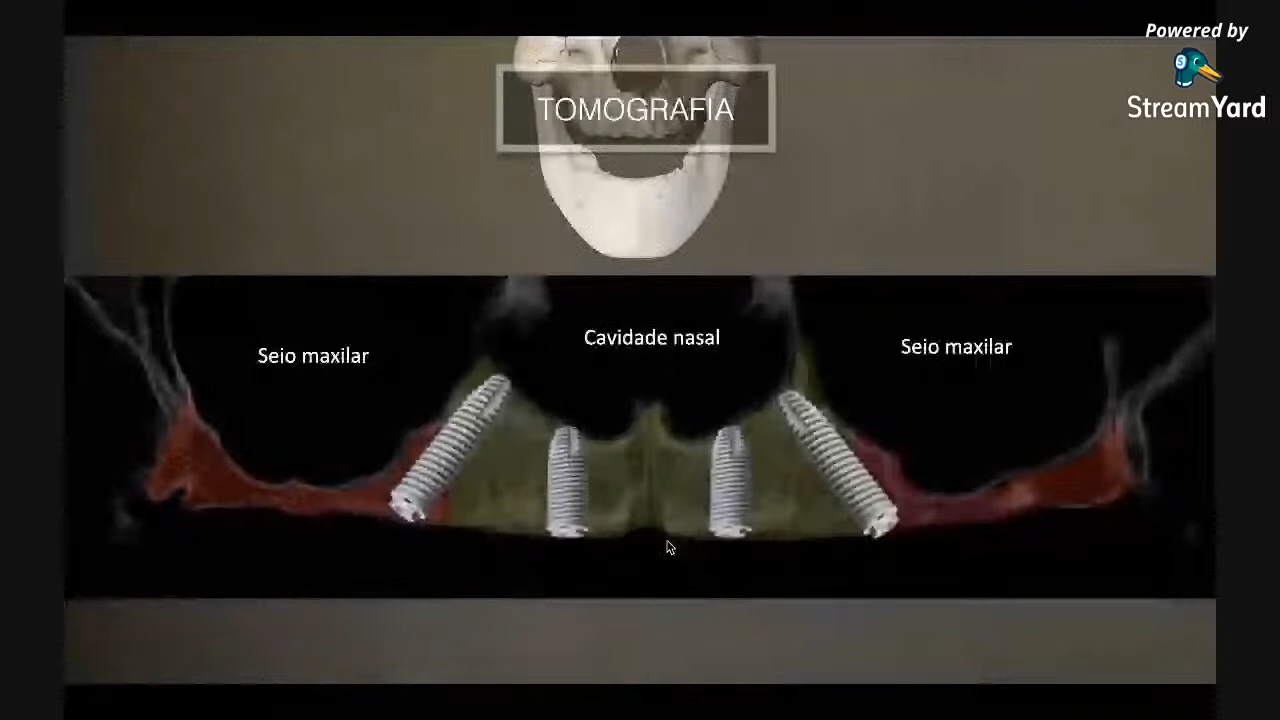 Powered by
StreamYard
TOMOGRAFIA
Cavidade nasal
Seio maxilar
Seio maxilar